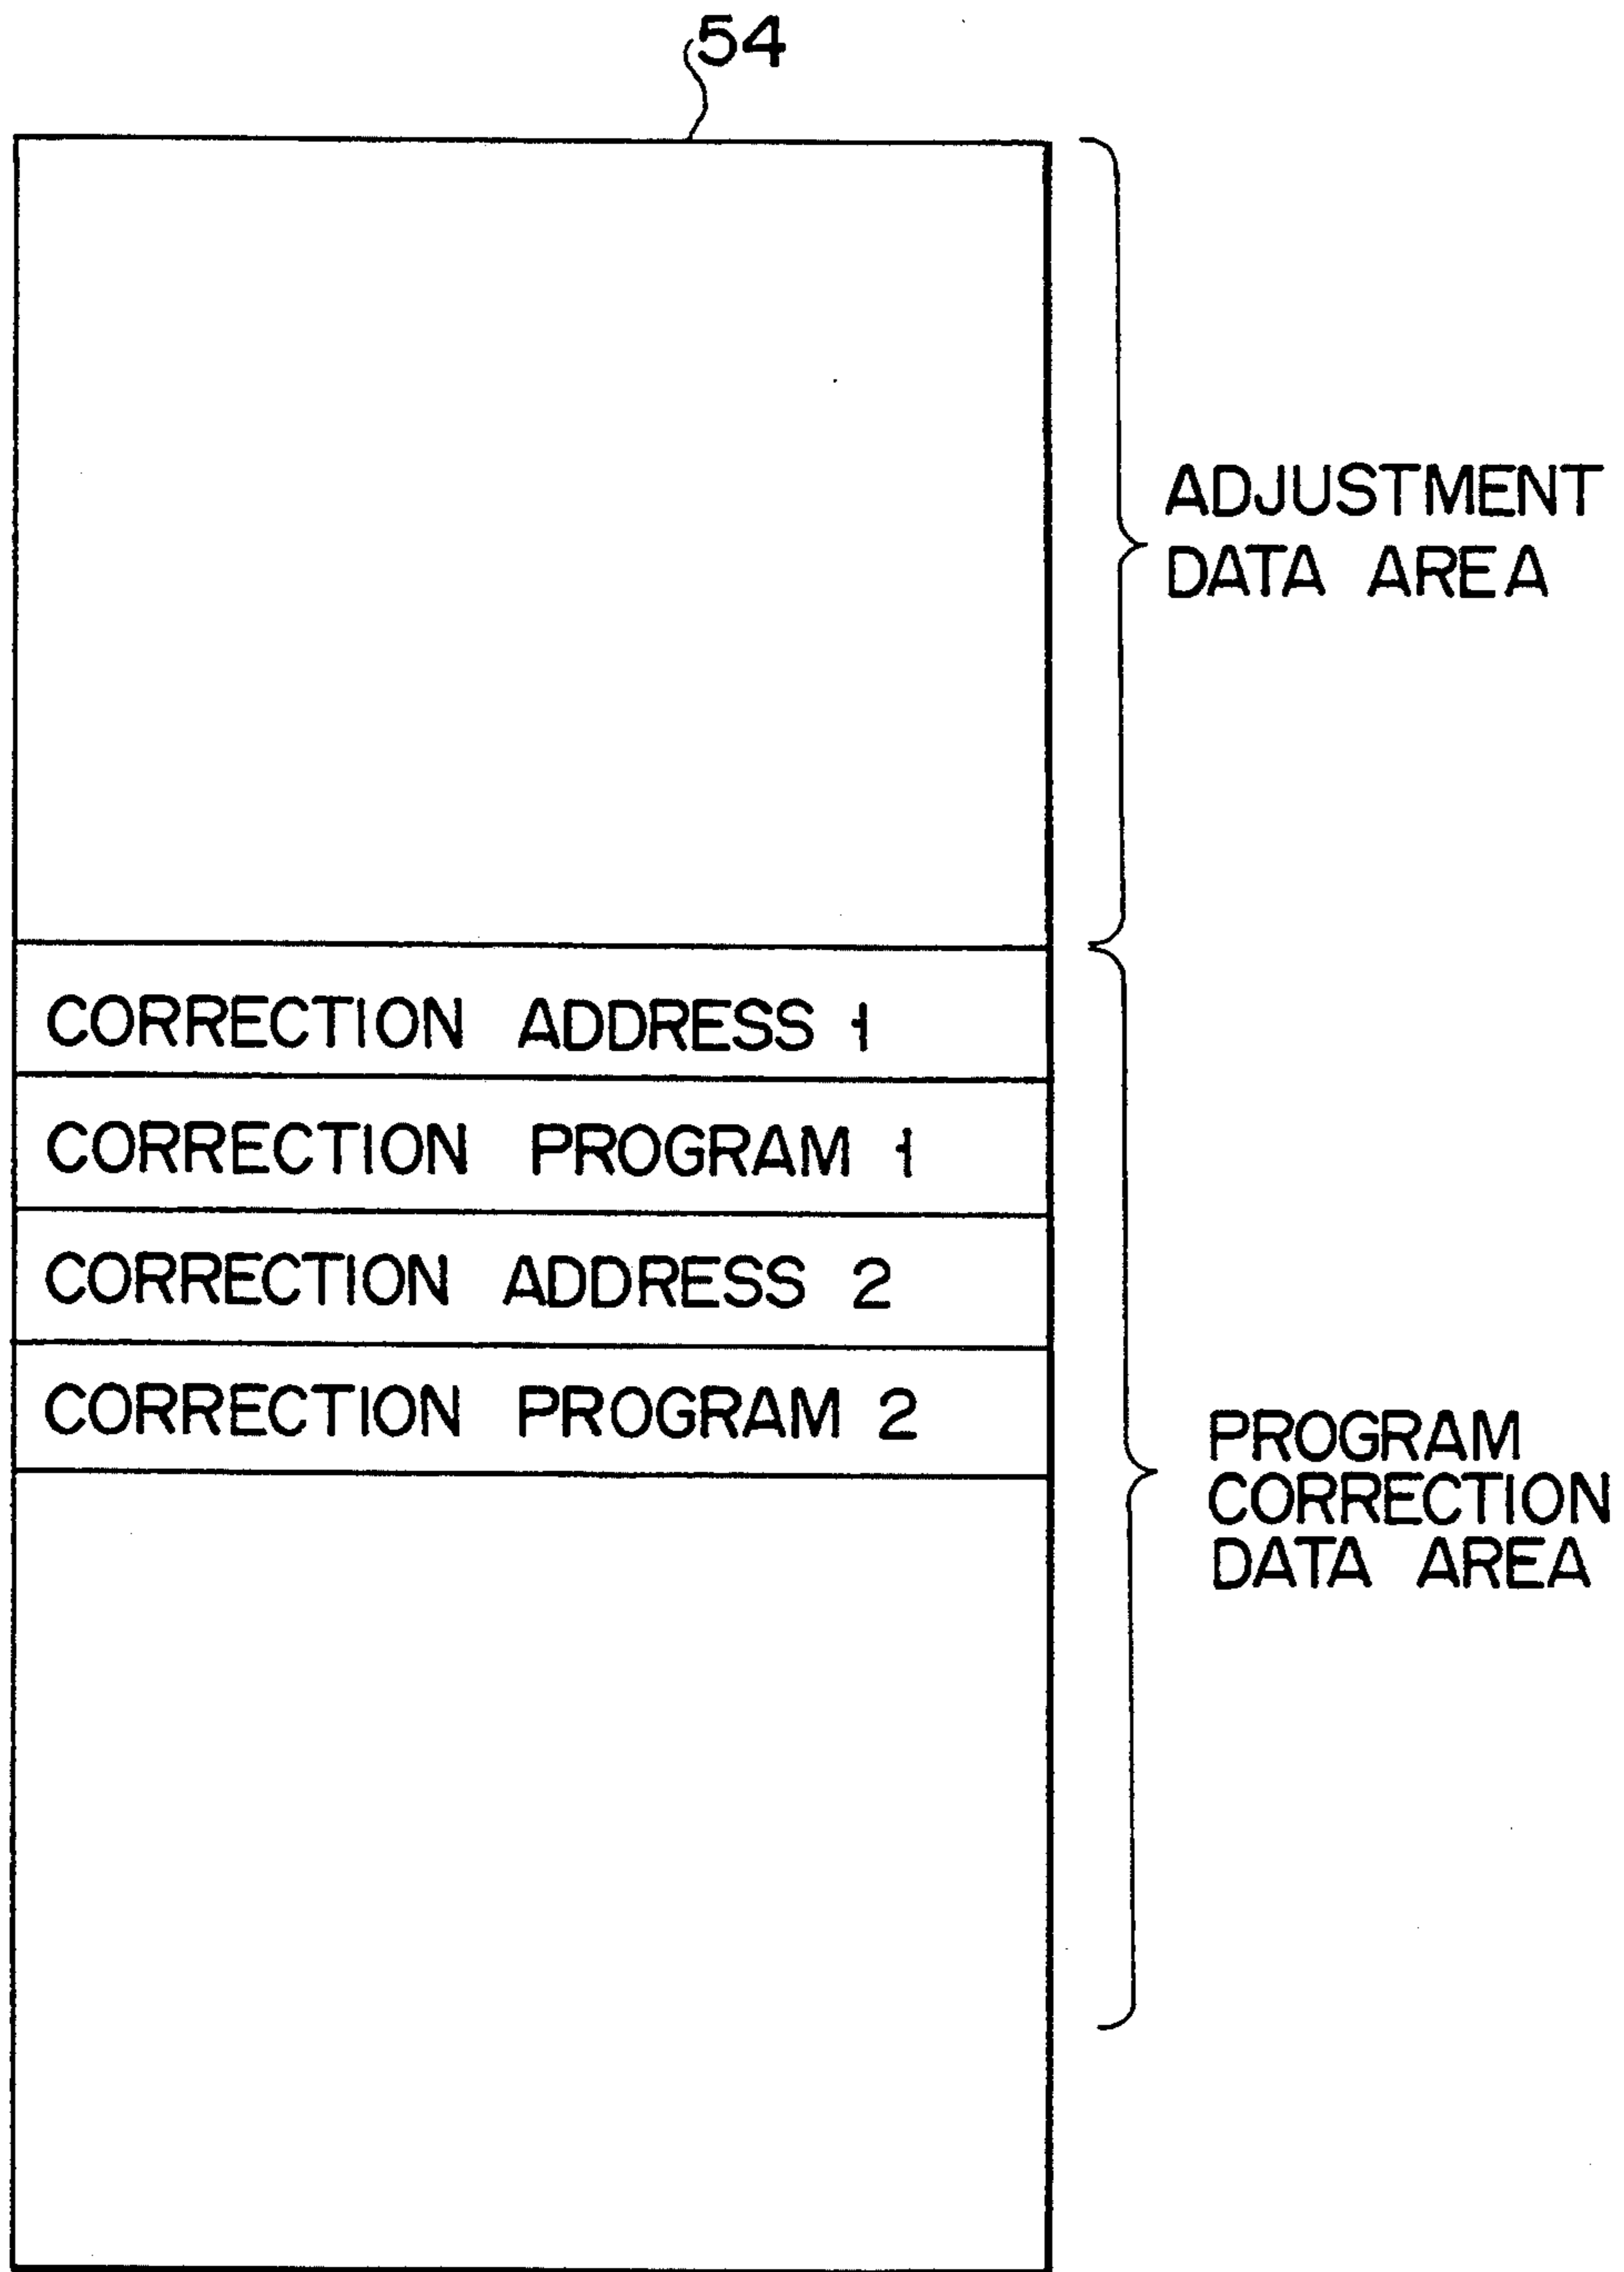 54
ADJUSTMENT
DATA AREA
CORRECTION ADDRESS 1
CORRECTION PROGRAM 1
CORRECTION ADDRESS 2
CORRECTION PROGRAM 2
PROGRAM
CORRECTION
DATA AREA